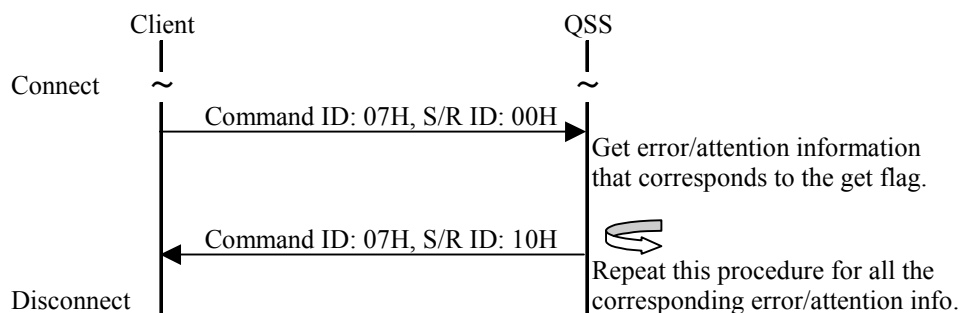 Client QSS
Connect
Command ID: 07H, S/R ID: 00H
Get error/attention information
that corresponds to the get flag.
Command ID: 07H, S/R ID: 10H
Repeat this procedure for all the
Disconnect corresponding error/attention info.